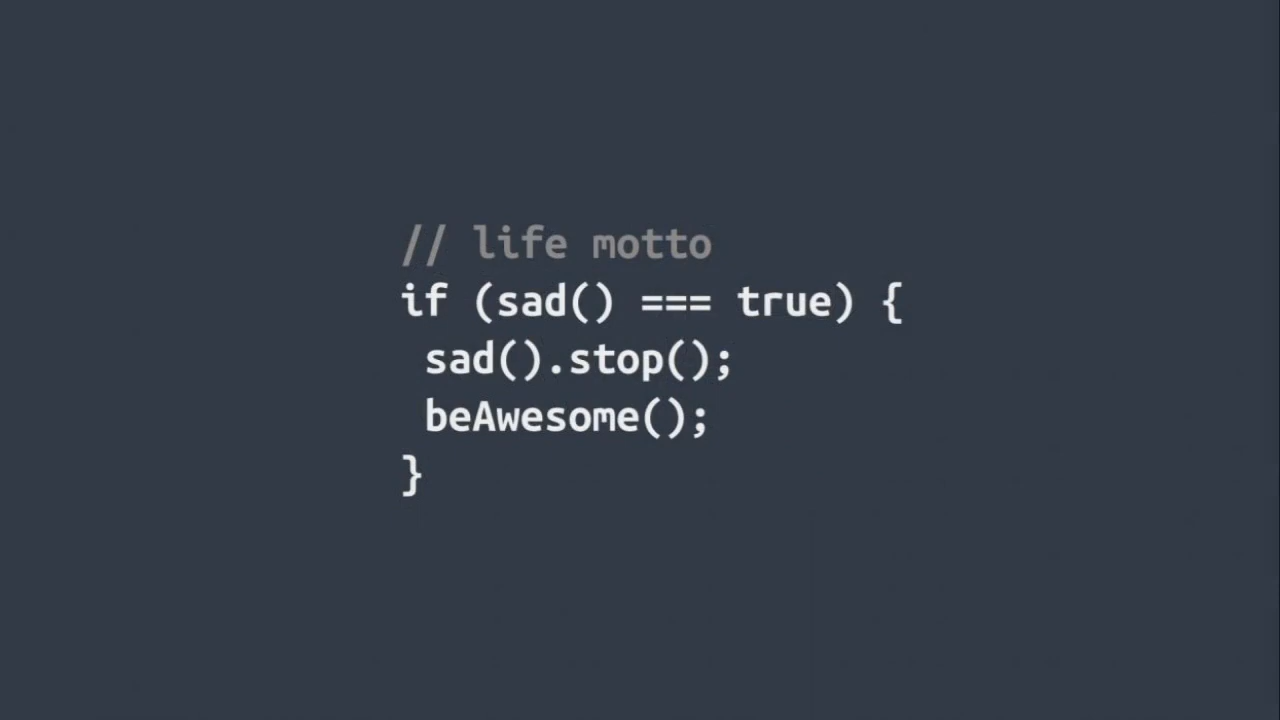 // life motto
if (sad() === true) {
 sad().stop();
 beAwesome();
}